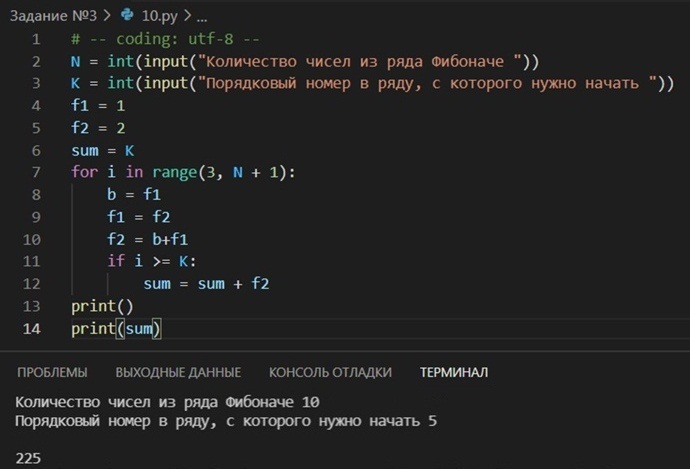 Задание №3 > 10.py > ...
1 # -- coding: utf-8 --
2 N = int(input("Количество чисел из ряда Фибоначе "))
3 K = int(input("Порядковый номер в ряду, с которого нужно начать "))
4 f1 = 1
5 f2 = 2
6 sum = K
7 for i in range(3, N + 1):
8     b = f1
9     f1 = f2
10     f2 = b+f1
11     if i >= K:
12         sum = sum + f2
13 print()
14 print(sum)
ПРОБЛЕМЫ ВЫХОДНЫЕ ДАННЫЕ КОНСОЛЬ ОТЛАДКИ ТЕРМИНАЛ
Количество чисел из ряда Фибоначе 10
Порядковый номер в ряду, с которого нужно начать 5
225